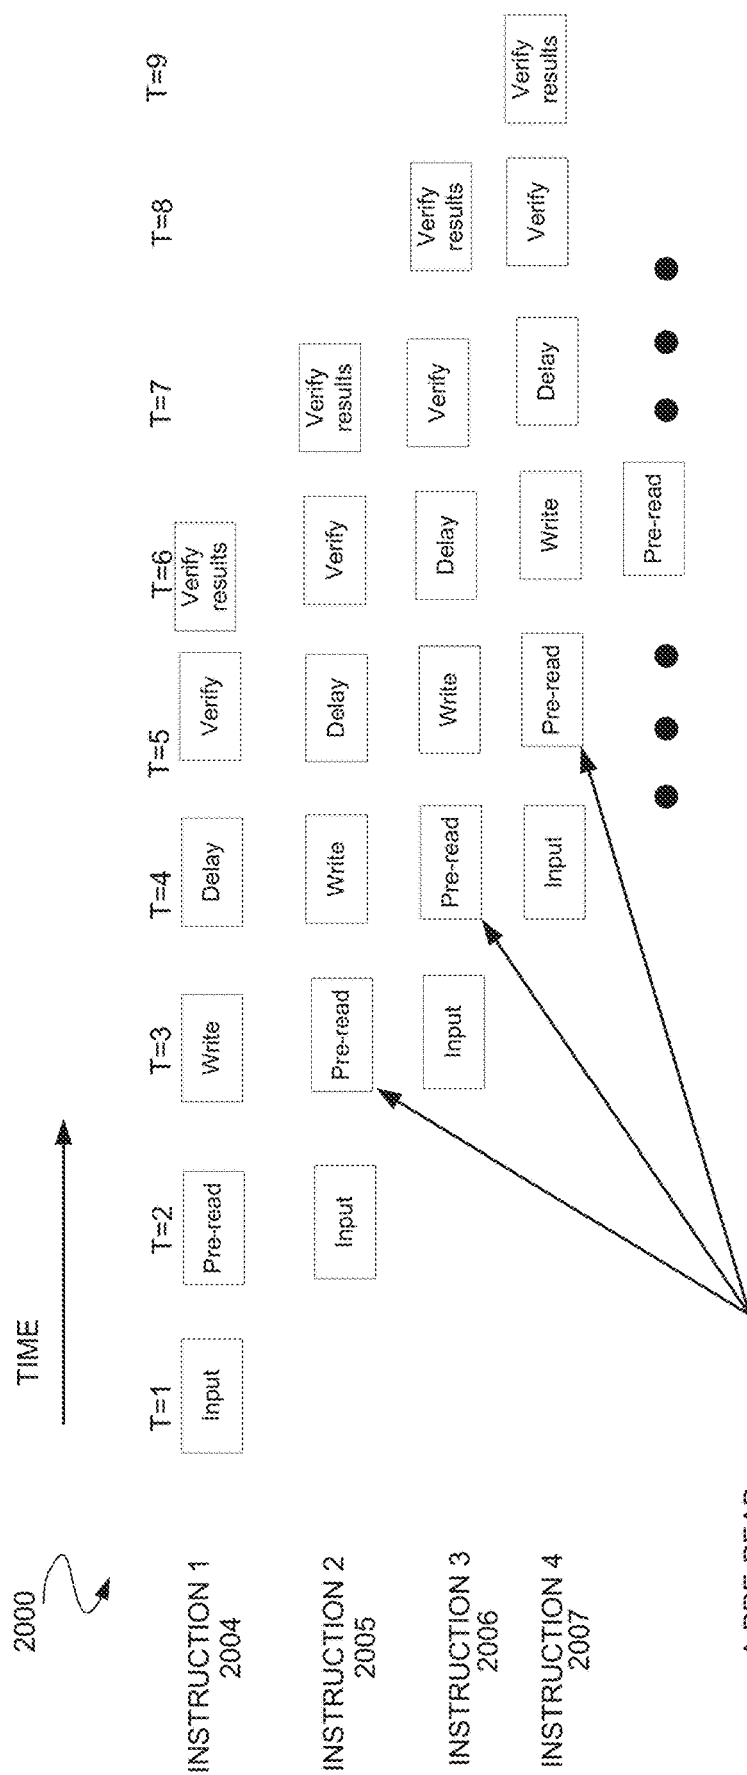 2000
TIME
T=1
T=2
T=3
T=4
T=5
T=6
T=7
T=8
T=9
INSTRUCTION 1
2004
Input
Pre-read
Write
Delay
Verify
Verify
results
INSTRUCTION 2
2005
Input
Pre-read
Write
Delay
Verify
Verify
results
INSTRUCTION 3
2006
Input
Pre-read
Write
Delay
Verify
Verify
results
INSTRUCTION 4
2007
Input
Pre-read
Write
Delay
Verify
Verify
results
Pre-read